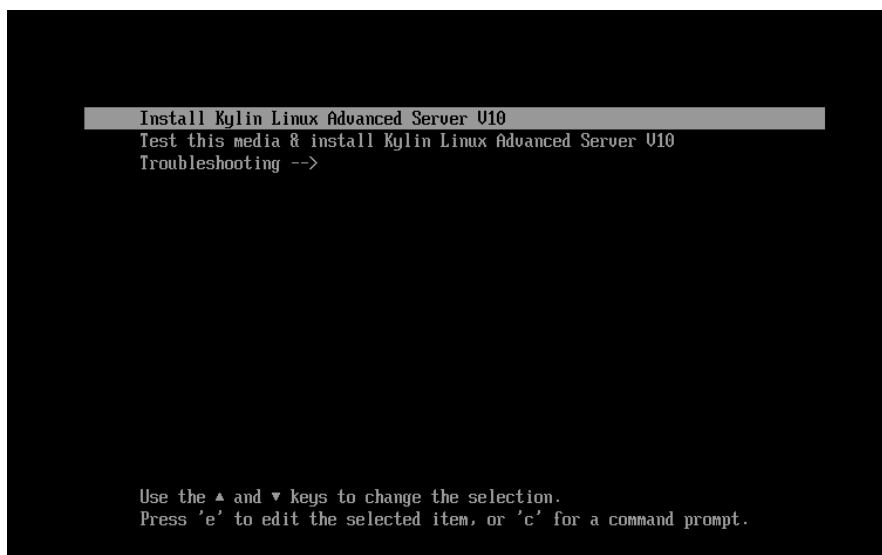 Install Kylin Linux Advanced Server V10
Test this media & install Kylin Linux Advanced Server V10
Troubleshooting -->
Use the ▲ and ▼ keys to change the selection.
Press 'e' to edit the selected item, or 'c' for a command prompt.